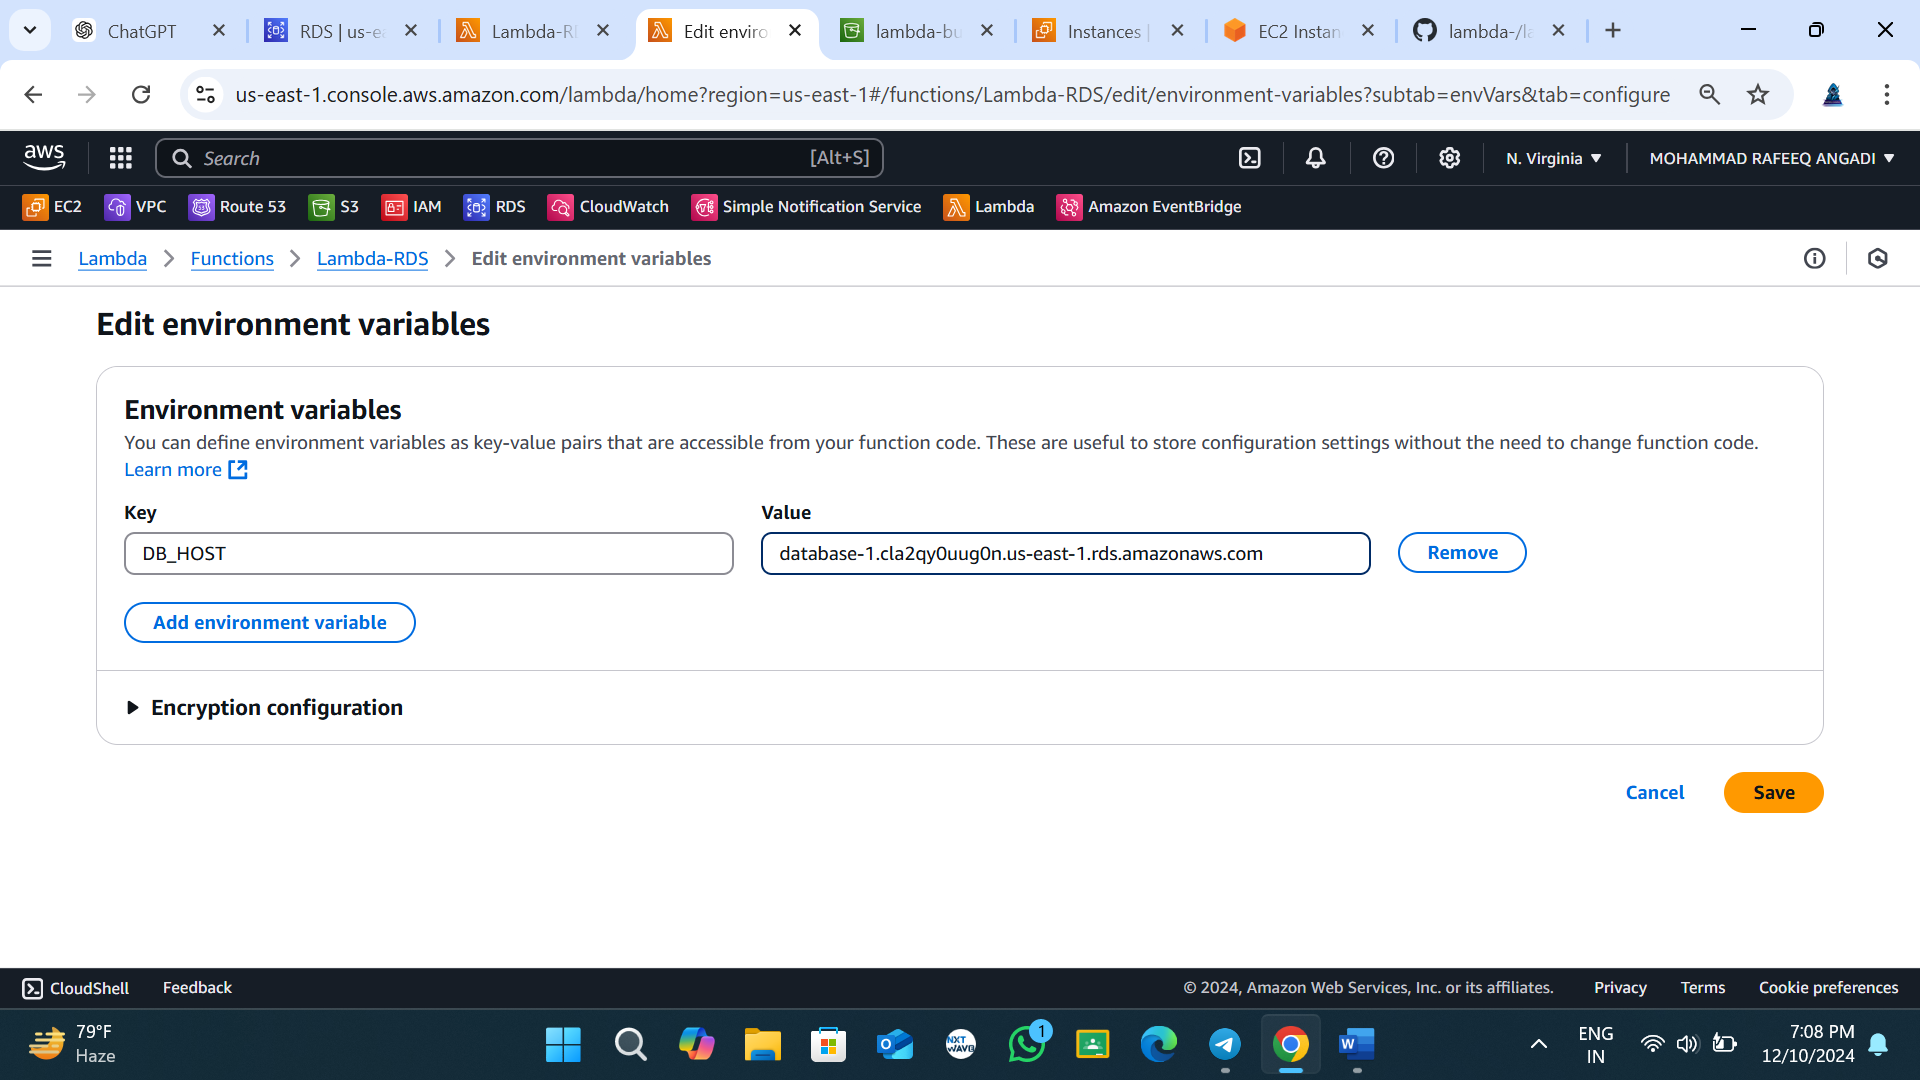 ChatGPT
RDS | us-ea
Lambda-RI
Edit enviro
lambda-bu
Instances |
EC2 Instan
lambda-/la
us-east-1.console.aws.amazon.com/lambda/home?region=us-east-1#/functions/Lambda-RDS/edit/environment-variables?subtab=envVars&tab=configure
aws
Search
[Alt+S]
N. Virginia
MOHAMMAD RAFEEQ ANGADI
EC2
VPC
Route 53
S3
IAM
RDS
CloudWatch
Simple Notification Service
Lambda
Amazon EventBridge
Lambda
Functions
Lambda-RDS
Edit environment variables
Edit environment variables
Environment variables
You can define environment variables as key-value pairs that are accessible from your function code. These are useful to store configuration settings without the need to change function code.
Learn more
Key
Value
DB_HOST
database-1.cla2qy0uug0n.us-east-1.rds.amazonaws.com
Remove
Add environment variable
Encryption configuration
Cancel
Save
CloudShell
Feedback
© 2024, Amazon Web Services, Inc. or its affiliates.
Privacy
Terms
Cookie preferences
79°F
Haze
NXT
WAVE
1
ENG
IN
7:08 PM
12/10/2024